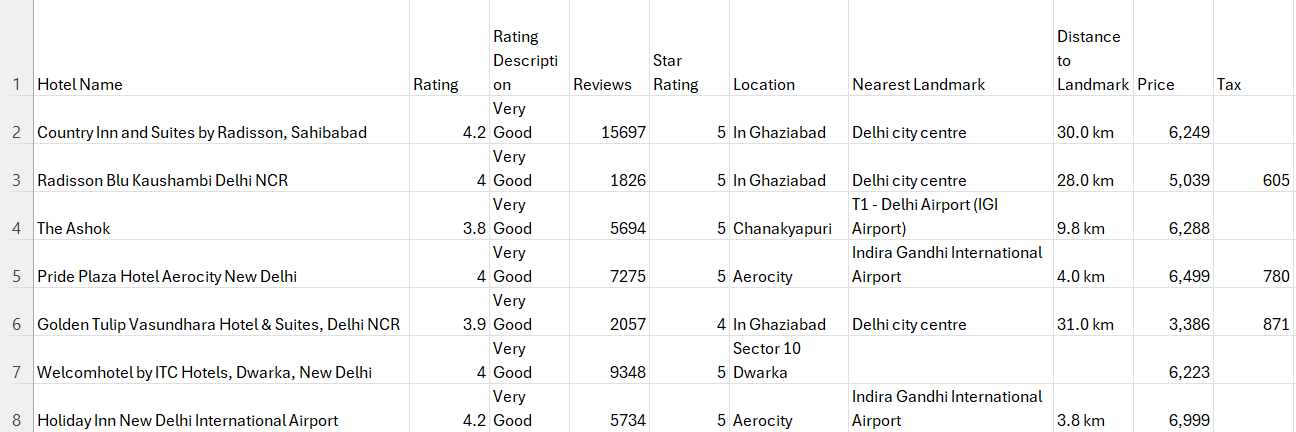 Rating
Distance
Descripti
Star
to
1 Hotel Name Rating on Reviews Rating Location Nearest Landmark Landmark Price Tax
Very
2 Country Inn and Suites by Radisson, Sahibabad 4.2 Good 15697 5 In Ghaziabad Delhi city centre 30.0 km 6,249
Very
3 Radisson Blu Kaushambi Delhi NCR 4 Good 1826 5 In Ghaziabad Delhi city centre 28.0 km 5,039 605
Very T1 - Delhi Airport (IGI
4 The Ashok 3.8 Good 5694 5 Chanakyapuri Airport) 9.8 km 6,288
Very Indira Gandhi International
5 Pride Plaza Hotel Aerocity New Delhi 4 Good 7275 5 Aerocity Airport 4.0 km 6,499 780
Very
6 Golden Tulip Vasundhara Hotel & Suites, Delhi NCR 3.9 Good 2057 4 In Ghaziabad Delhi city centre 31.0 km 3,386 871
Very Sector 10
7 Welcomhotel by ITC Hotels, Dwarka, New Delhi 4 Good 9348 5 Dwarka 6,223
Very Indira Gandhi International
8 Holiday Inn New Delhi International Airport 4.2 Good 5734 5 Aerocity Airport 3.8 km 6,999